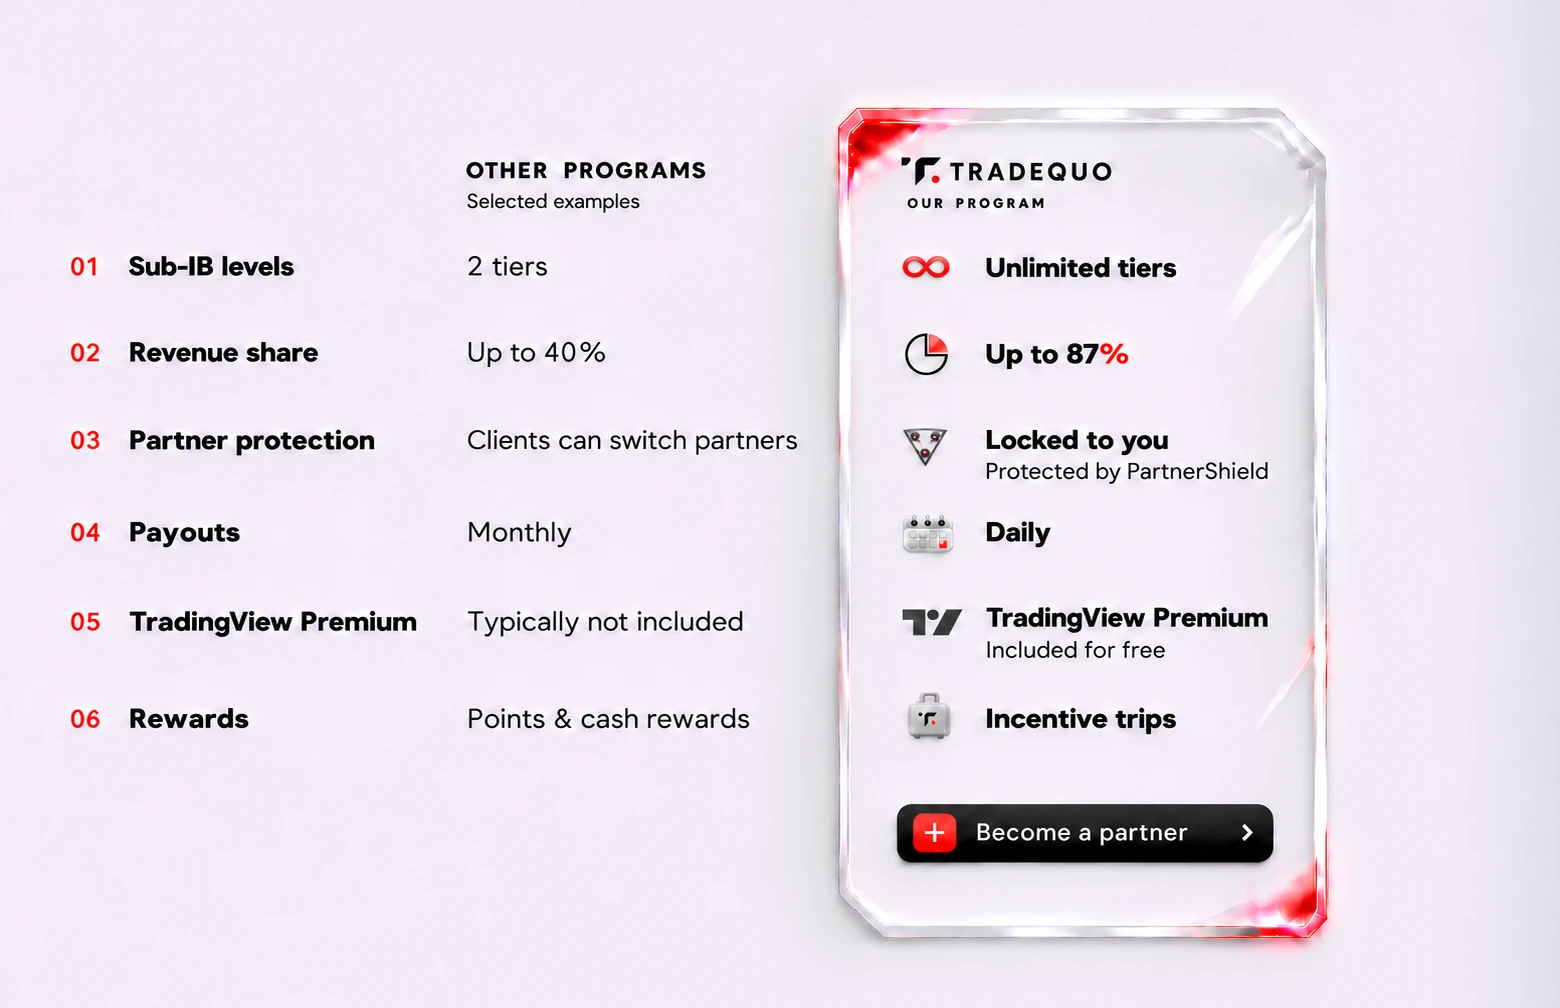 OTHER PROGRAMS
Selected examples
TRADEQUO
OUR PROGRAM
01 Sub-IB levels 2 tiers Unlimited tiers
02 Revenue share Up to 40% Up to 87%
03 Partner protection Clients can switch partners Locked to you
Protected by PartnerShield
04 Payouts Monthly Daily
05 TradingView Premium Typically not included TradingView Premium
Included for free
06 Rewards Points & cash rewards Incentive trips
Become a partner